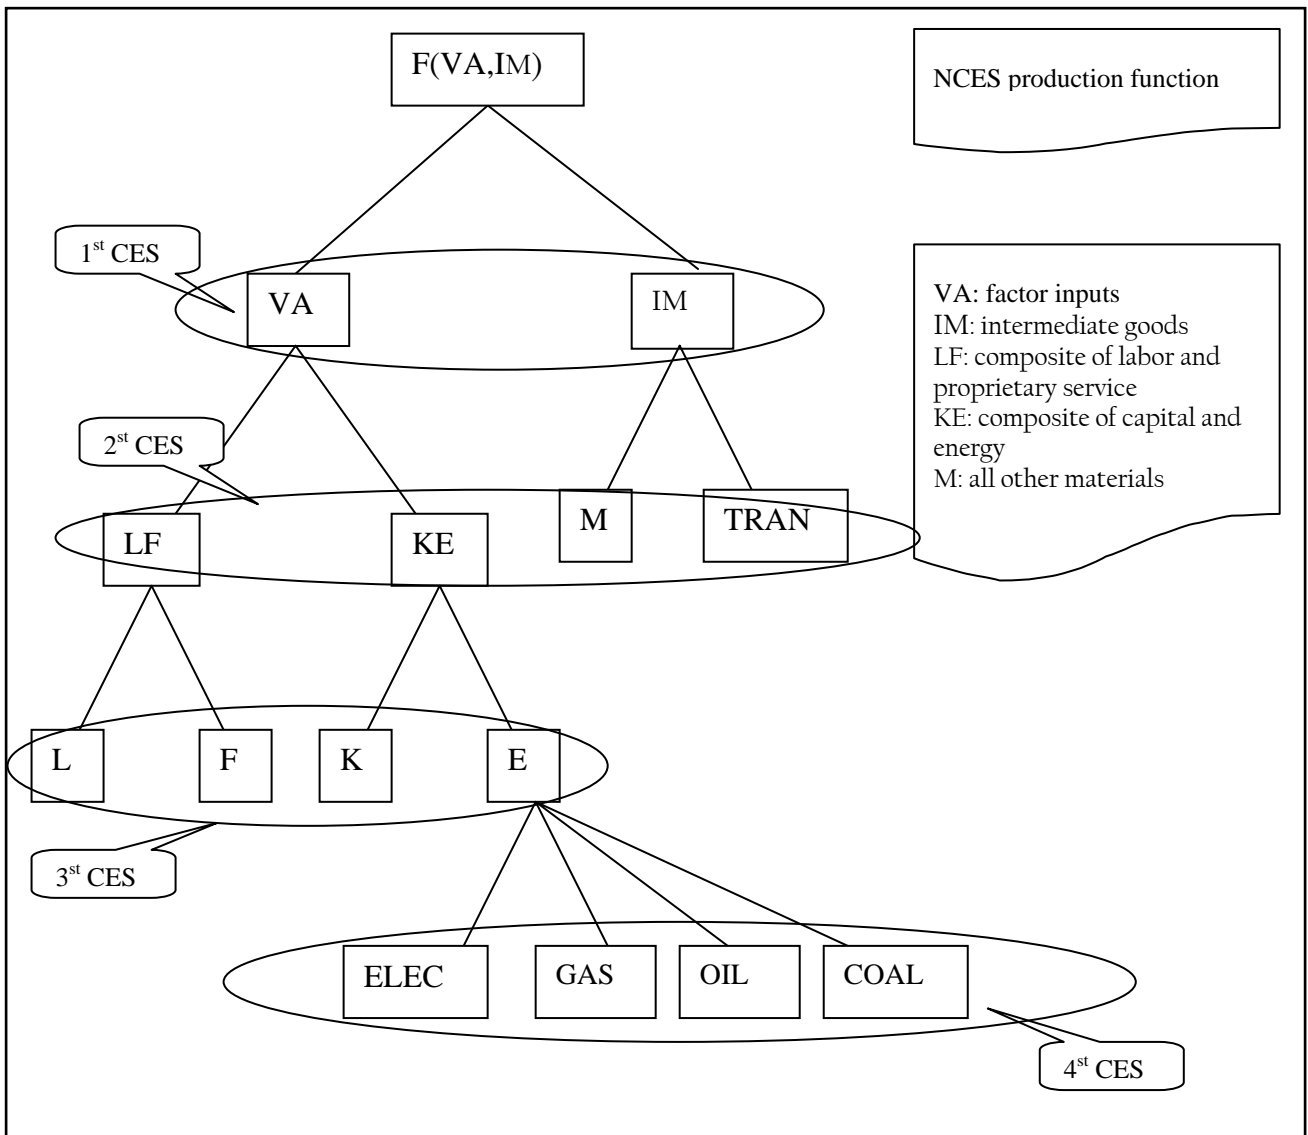 F(VA,IM)
NCES production function
1st CES
VA
IM
VA: factor inputs
IM: intermediate goods
LF: composite of labor and
proprietary service
KE: composite of capital and
energy
M: all other materials
2st CES
LF
KE
M
TRAN
L
F
K
E
3st CES
ELEC
GAS
OIL
COAL
4st CES